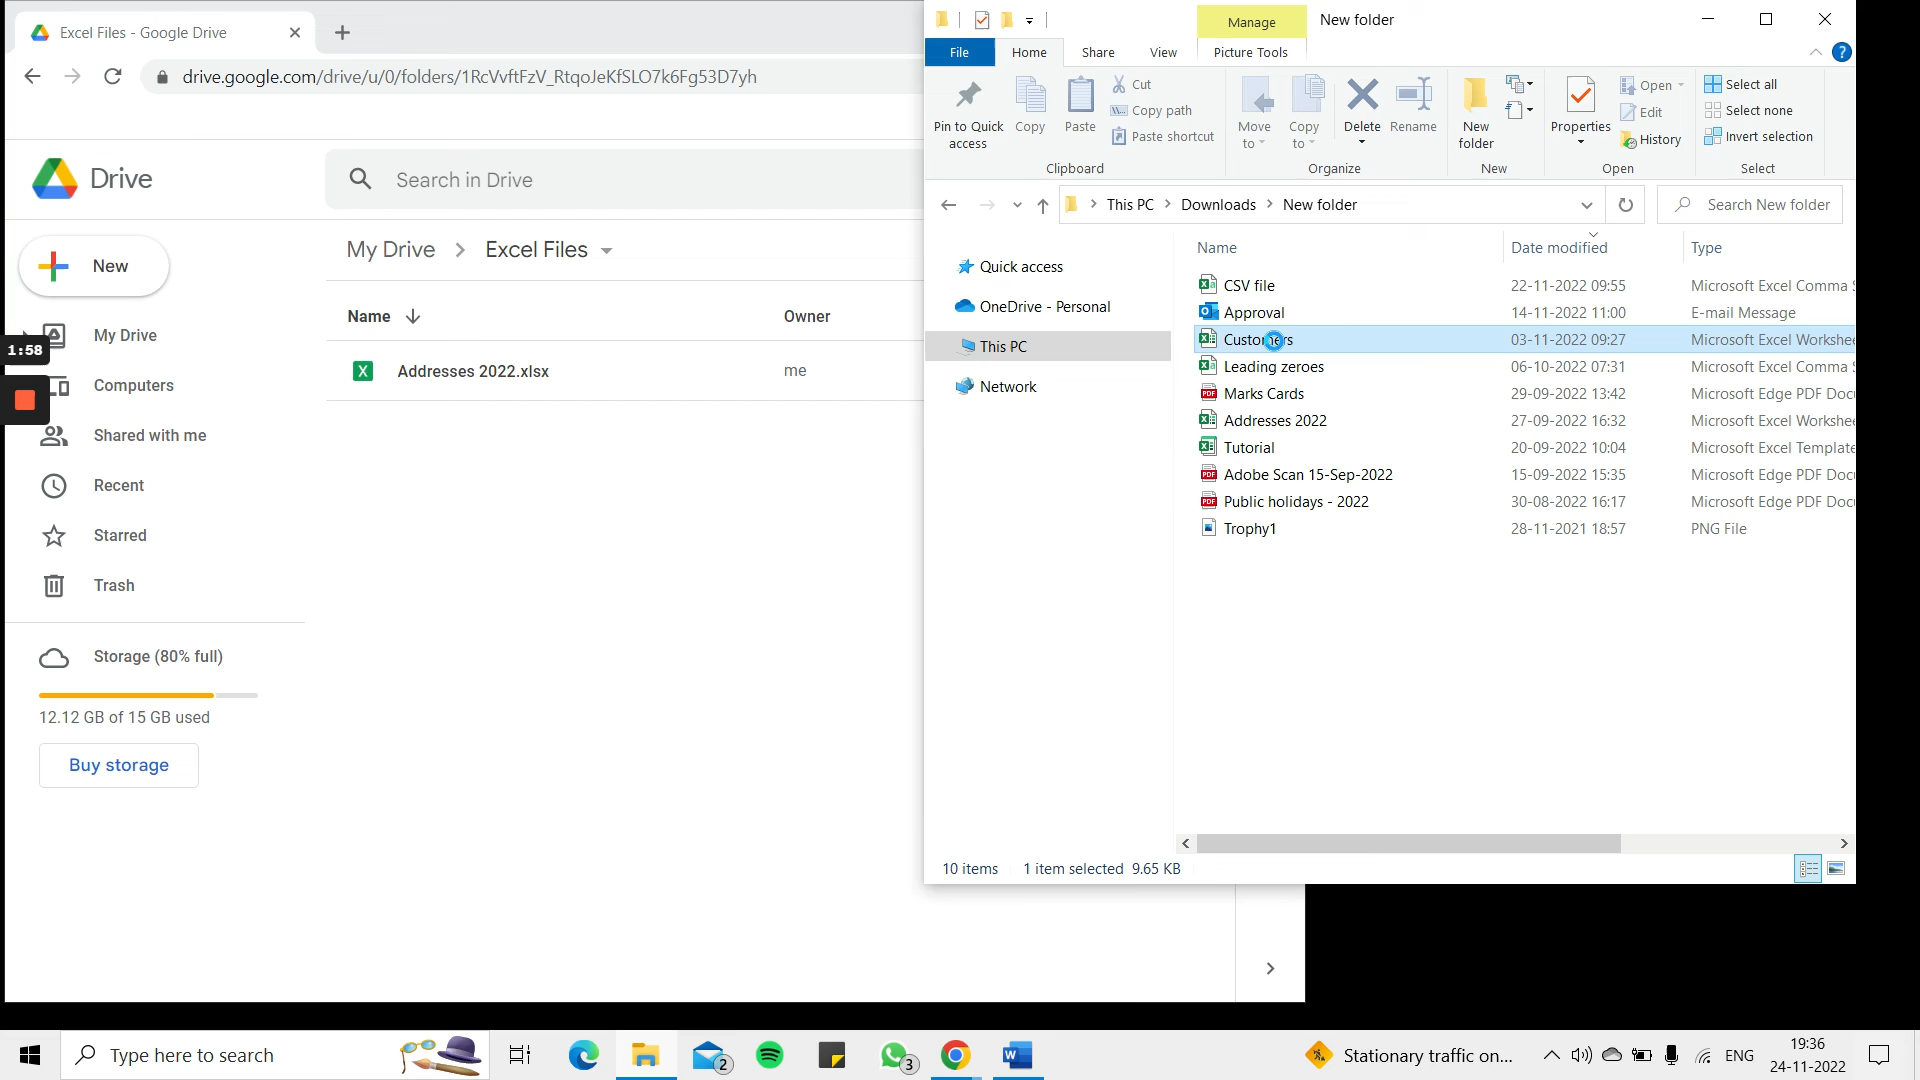 Excel Files - Google Drive
drive.google.com/drive/u/0/folders/1RcVvftFzV_RtqoJeKfSLO7k6Fg53D7yh
Drive
Search in Drive
New
My Drive
Computers
Shared with me
Recent
Starred
Trash
Storage (80% full)
12.12 GB of 15 GB used
Buy storage
1:58
My Drive > Excel Files
Name Owner
X Addresses 2022.xlsx me
Manage New folder
File Home Share View Picture Tools
Pin to Quick access
Copy
Paste
Cut
Copy path
Paste shortcut
Clipboard
Move to
Copy to
Delete
Rename
Organize
New folder
New
Properties
Open
Edit
History
Open
Select all
Select none
Invert selection
Select
This PC > Downloads > New folder
Search New folder
Quick access
OneDrive - Personal
This PC
Network
Name Date modified Type
CSV file 22-11-2022 09:55 Microsoft Excel Comma S
Approval 14-11-2022 11:00 E-mail Message
Customers 03-11-2022 09:27 Microsoft Excel Workshee
Leading zeroes 06-10-2022 07:31 Microsoft Excel Comma S
PDF Marks Cards 29-09-2022 13:42 Microsoft Edge PDF Docu
Addresses 2022 27-09-2022 16:32 Microsoft Excel Workshee
Tutorial 20-09-2022 10:04 Microsoft Excel Template
PDF Adobe Scan 15-Sep-2022 15-09-2022 15:35 Microsoft Edge PDF Docu
PDF Public holidays - 2022 30-08-2022 16:17 Microsoft Edge PDF Docu
Trophy1 28-11-2021 18:57 PNG File
10 items 1 item selected 9.65 KB
Type here to search
2
3
W
Stationary traffic on...
ENG
19:36
24-11-2022